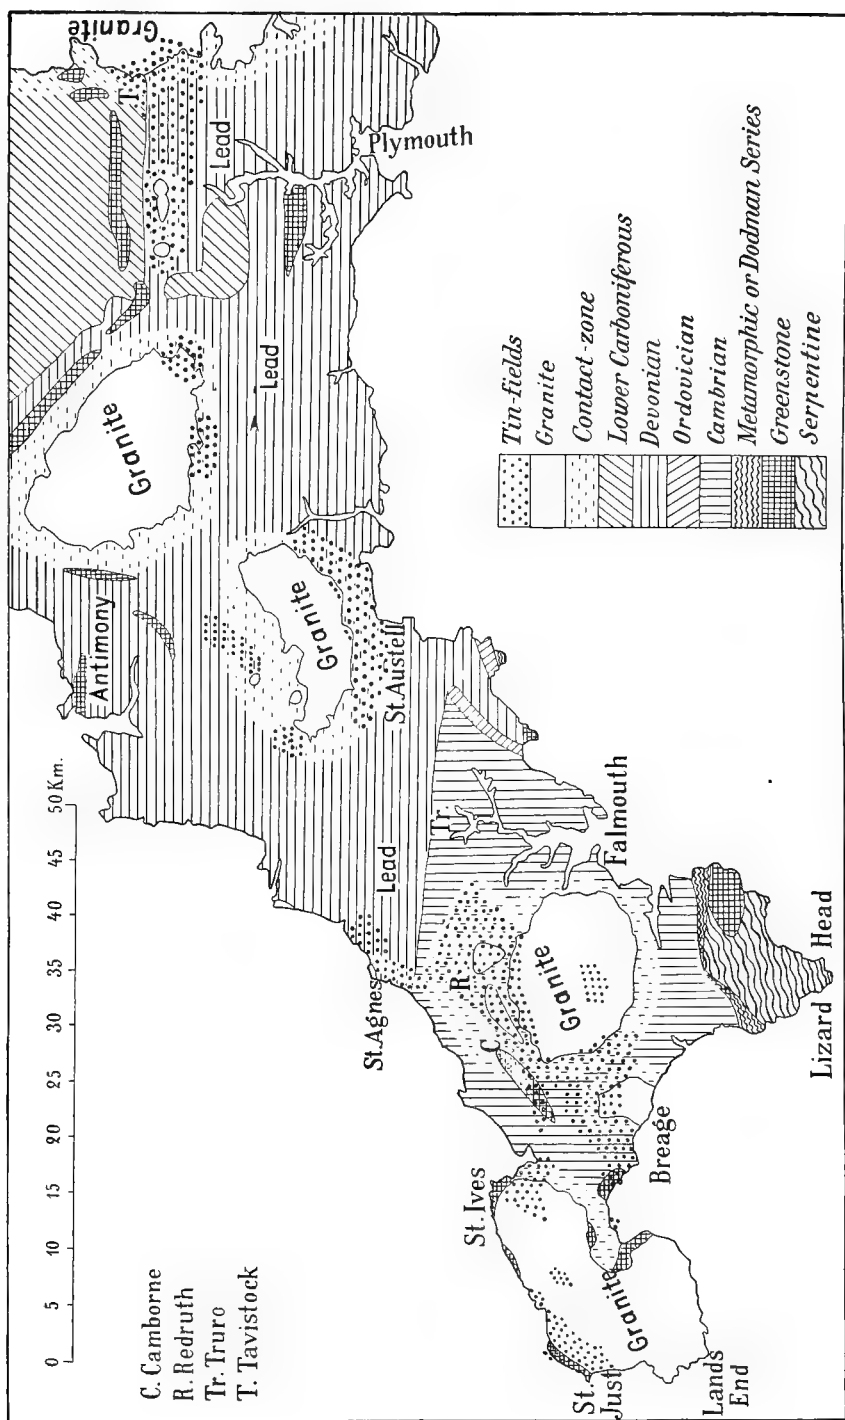 0 5 10 15 20 25 30 35 40 45 50 Km.
C. Camborne
R. Redruth
Tr. Truro
T. Tavistock
Antimony
Granite
Granite
T
Lead
Plymouth
Lead
Granite
St. Austell
Lead
Tr.
Falmouth
St. Agnes
R
C
Granite
Lizard Head
Breage
St. Ives
Granite
St.
Just
Lands
End
Tin-fields
Granite
Contact-zone
Lower Carboniferous
Devonian
Ordovician
Cambrian
Metamorphic or Dodman Series
Greenstone
Serpentine